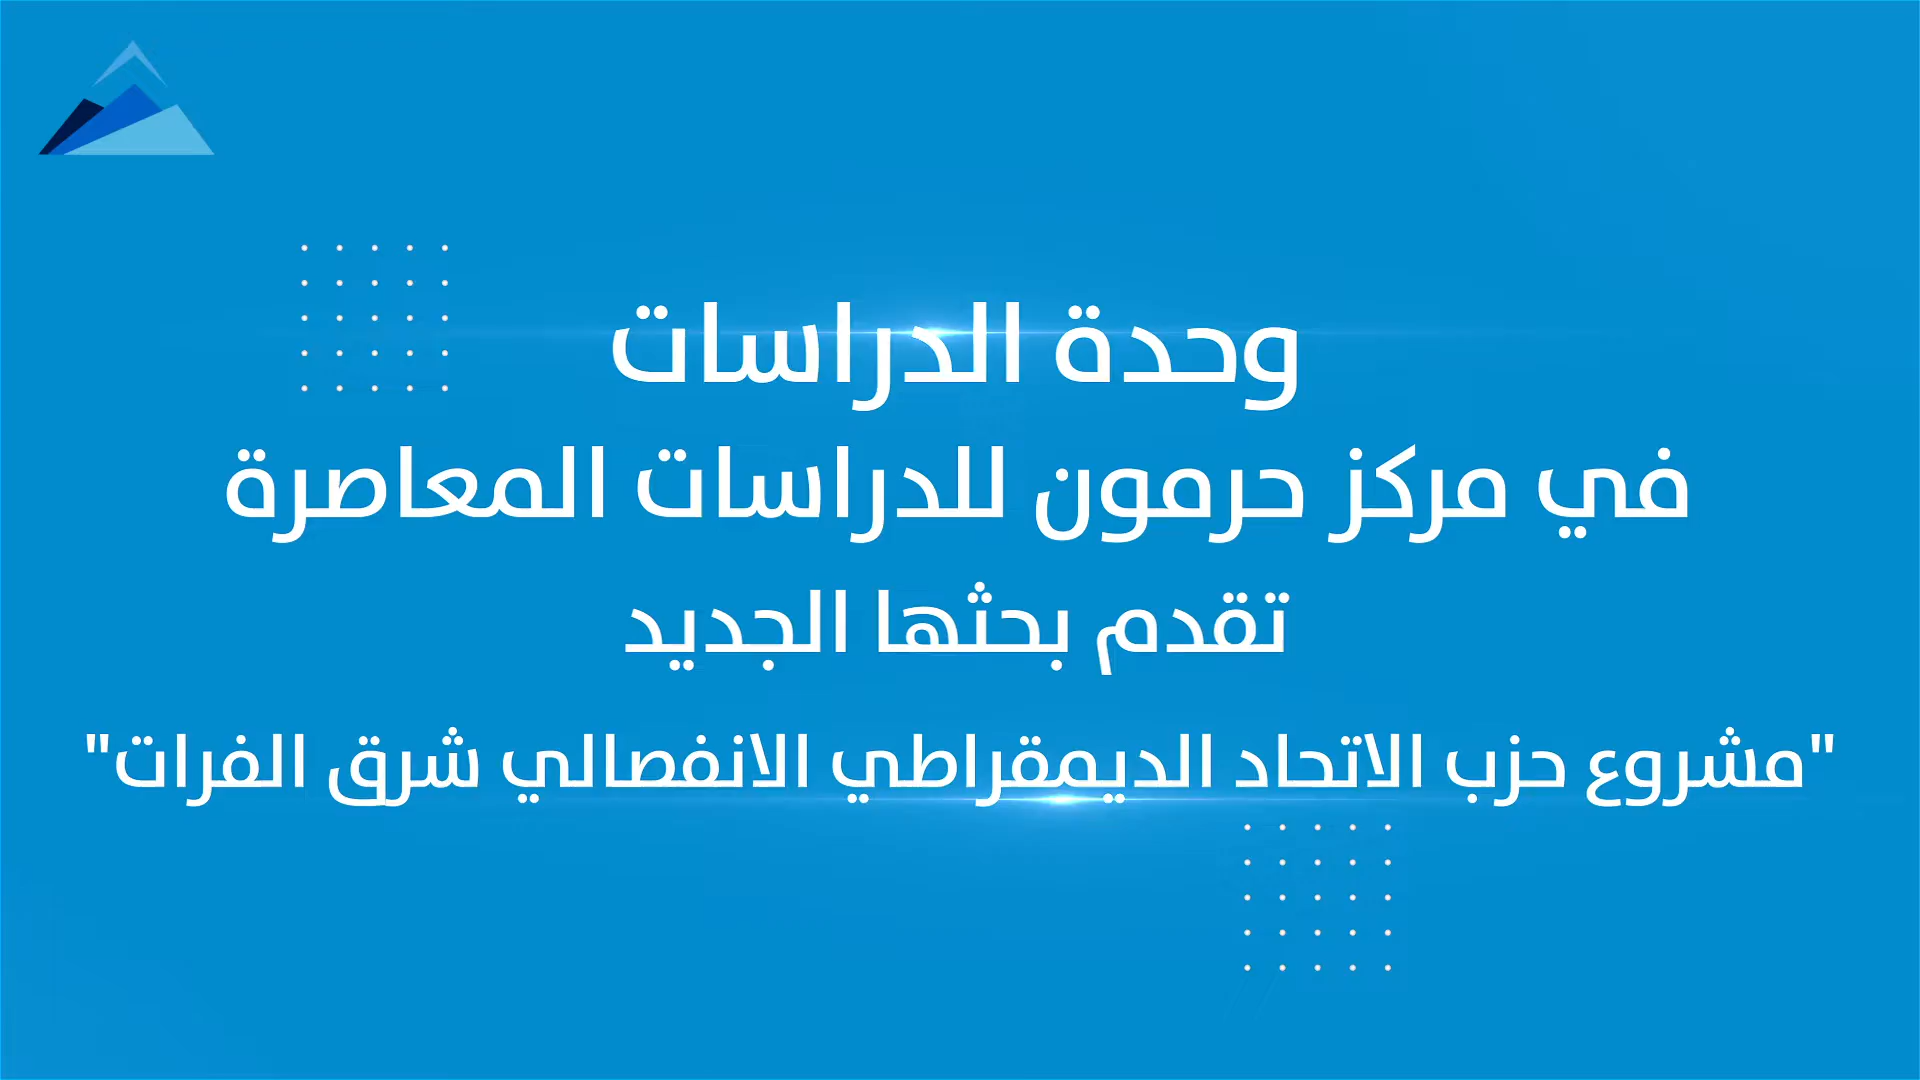 وحدة الدراسات
في مركز حرمون للدراسات المعاصرة
تقدم بحثها الجديد
"مشروع حزب الاتحاد الديمقراطي الانفصالي شرق الفرات"